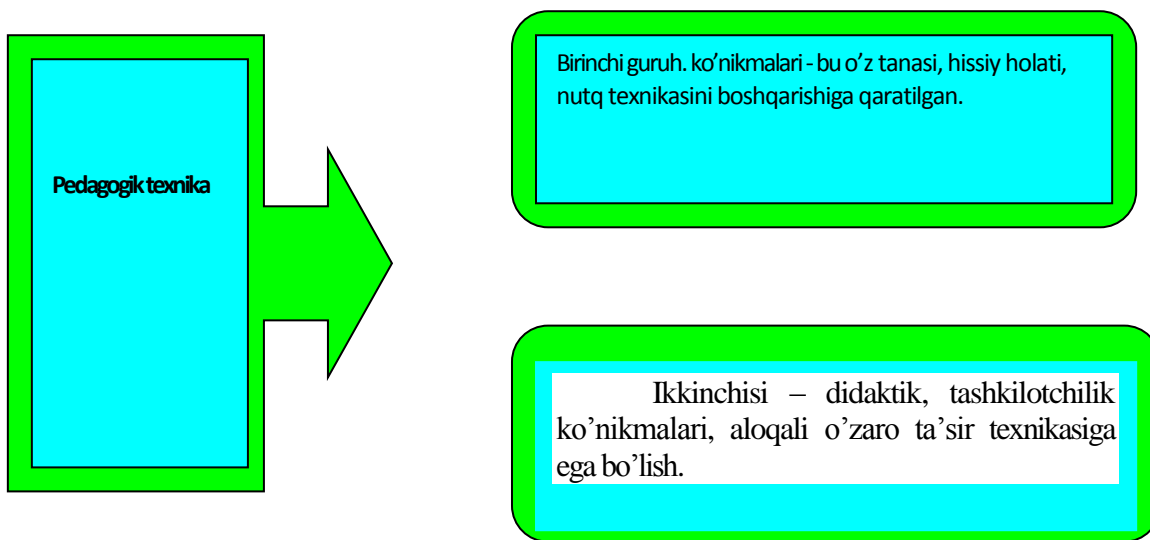 Pedagogik texnika
Birinchi guruh. ko’nikmalari - bu o’z tanasi, hissiy holati,
nutq texnikasini boshqarishiga qaratilgan.
Ikkinchisi – didaktik, tashkilotchilik
ko’nikmalari, aloqali o’zaro ta’sir texnikasiga
ega bo’lish.